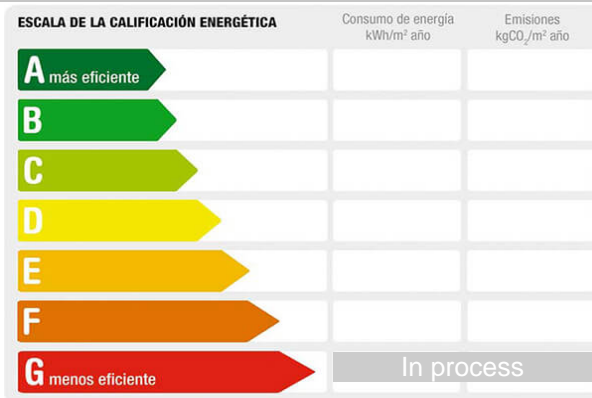 ESCALA DE LA CALIFICACIÓN ENERGÉTICA
Consumo de energía
kWh/m² año
Emisiones
kgCO₂/m² año
A más eficiente
B
C
D
E
F
G menos eficiente
In process